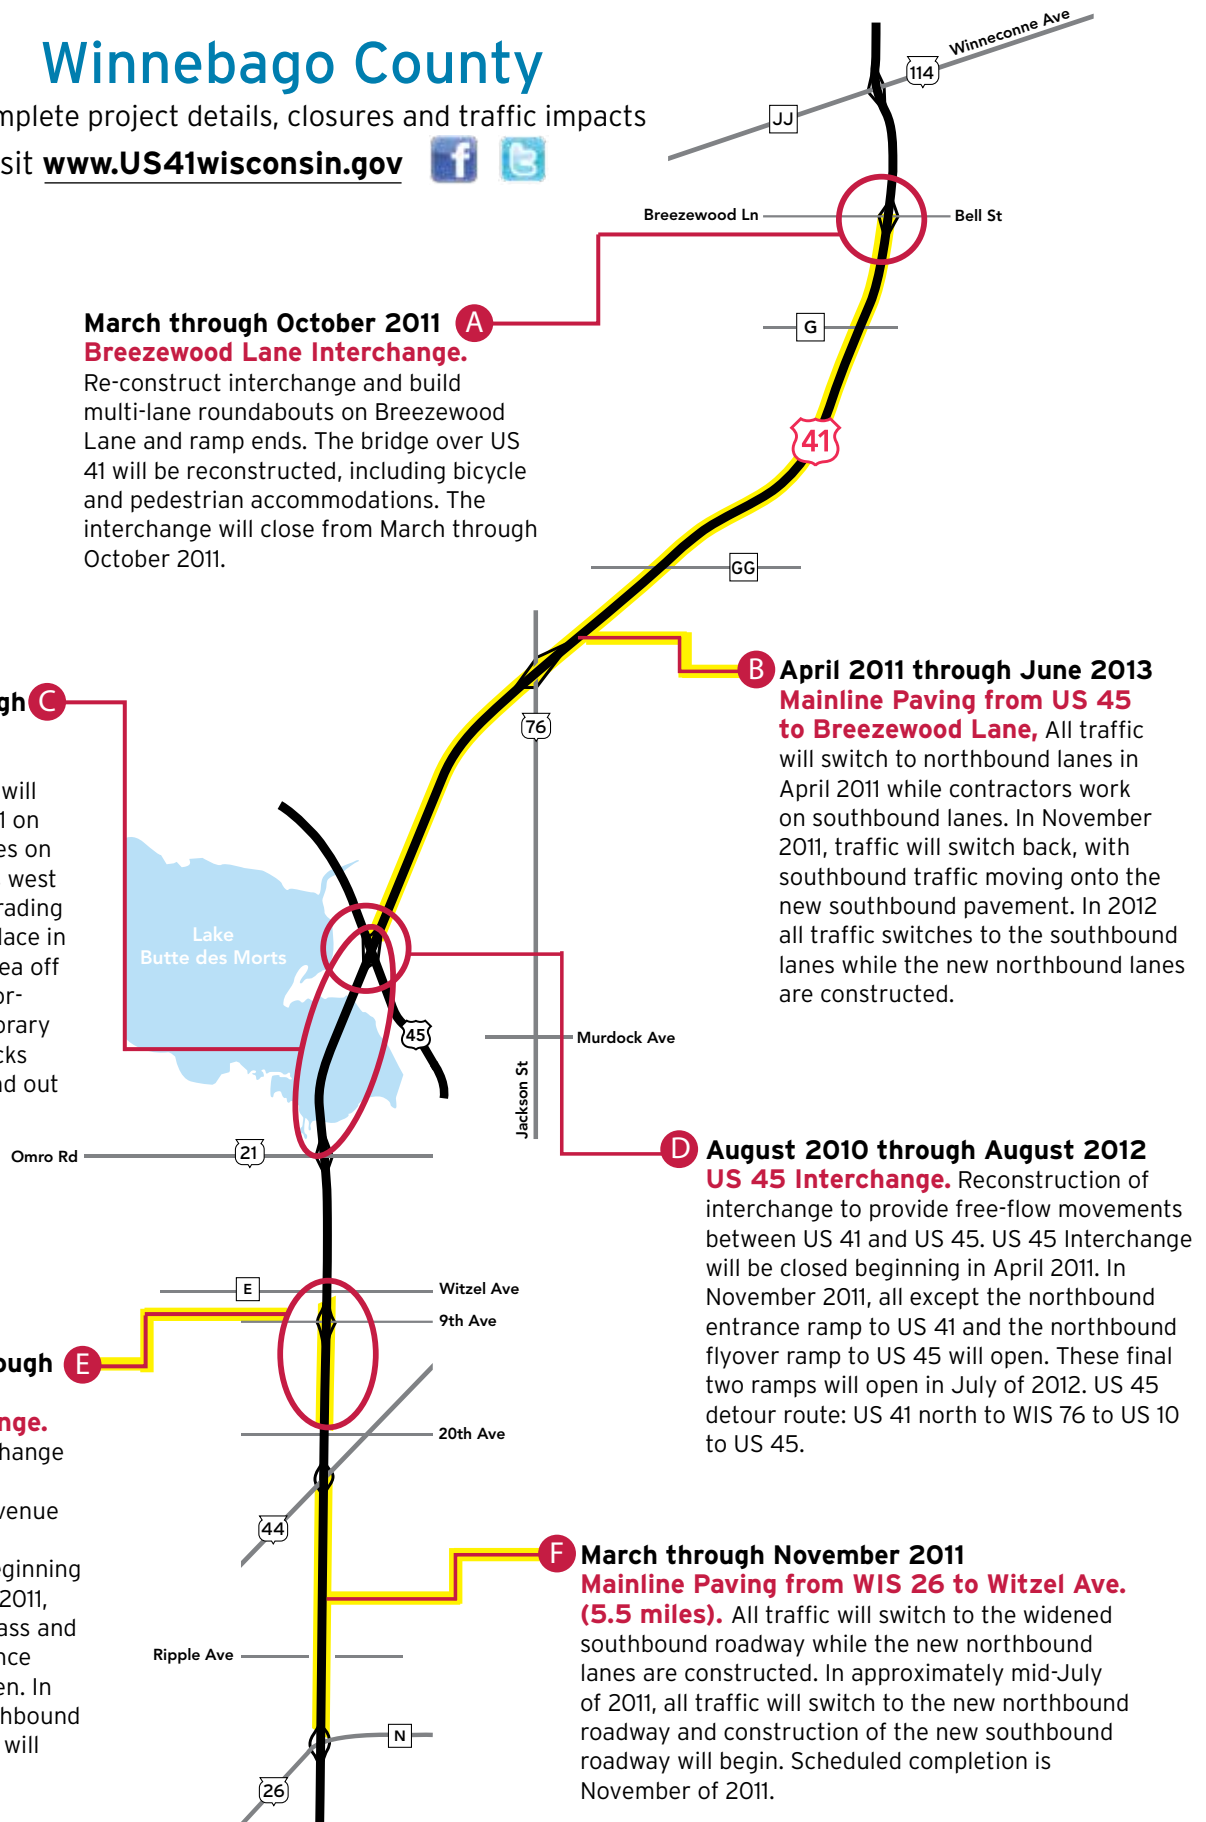 Winnebago County
mplete project details, closures and traffic impacts
sit www.US41wisconsin.gov
Winneconne Ave
114
JJ
Breezewood Ln
Bell St
G
41
GG
76
A
March through October 2011
Breezewood Lane Interchange.
Re-construct interchange and build
multi-lane roundabouts on Breezewood
Lane and ramp ends. The bridge over US
41 will be reconstructed, including bicycle
and pedestrian accommodations. The
interchange will close from March through
October 2011.
B
April 2011 through June 2013
Mainline Paving from US 45
to Breezewood Lane, All traffic
will switch to northbound lanes in
April 2011 while contractors work
on southbound lanes. In November
2011, traffic will switch back, with
southbound traffic moving onto the
new southbound pavement. In 2012
all traffic switches to the southbound
lanes while the new northbound lanes
are constructed.
gh
C
will
1 on
es on
west
rading
lace in
ea off
or-
orary
cks
nd out
Lake
Butte des Morts
45
Murdock Ave
Jackson St
Omro Rd
21
D
August 2010 through August 2012
US 45 Interchange. Reconstruction of
interchange to provide free-flow movements
between US 41 and US 45. US 45 Interchange
will be closed beginning in April 2011. In
November 2011, all except the northbound
entrance ramp to US 41 and the northbound
flyover ramp to US 45 will open. These final
two ramps will open in July of 2012. US 45
detour route: US 41 north to WIS 76 to US 10
to US 45.
E
Witzel Ave
9th Ave
20th Ave
44
Ripple Ave
N
26
ough
E
nge.
hange
venue
eginning
2011,
ass and
nce
en. In
hbound
will
F
March through November 2011
Mainline Paving from WIS 26 to Witzel Ave.
(5.5 miles). All traffic will switch to the widened
southbound roadway while the new northbound
lanes are constructed. In approximately mid-July
of 2011, all traffic will switch to the new northbound
roadway and construction of the new southbound
roadway will begin. Scheduled completion is
November of 2011.